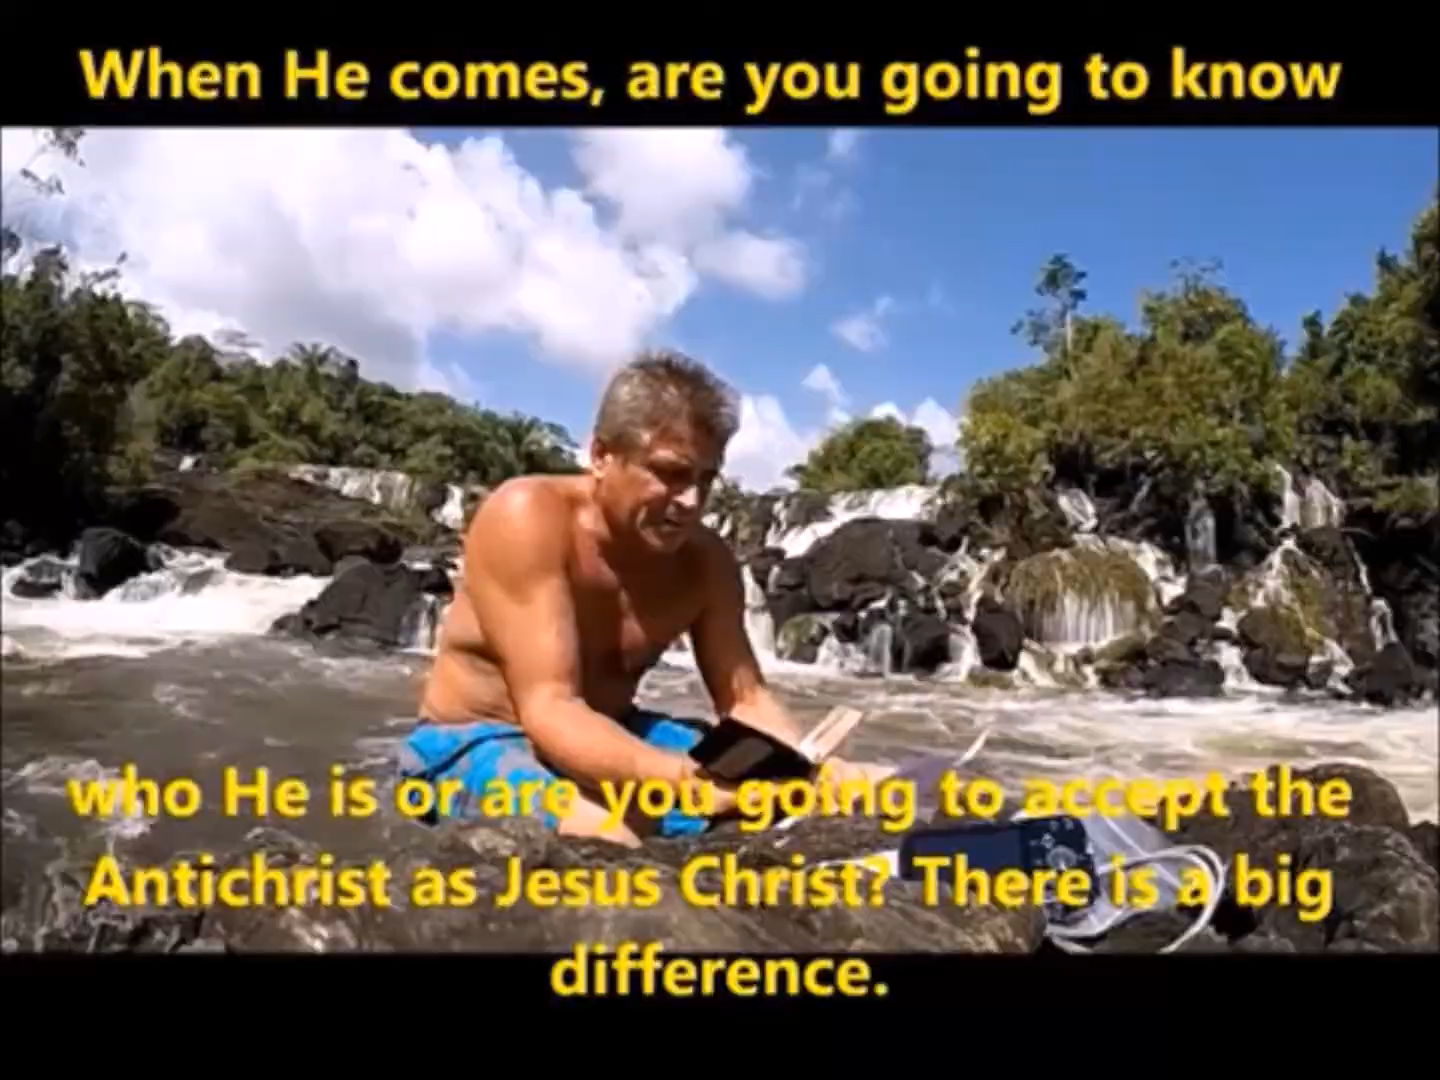 When He comes, are you going to know
who He is or are you going to accept the
Antichrist as Jesus Christ? There is a big
difference.